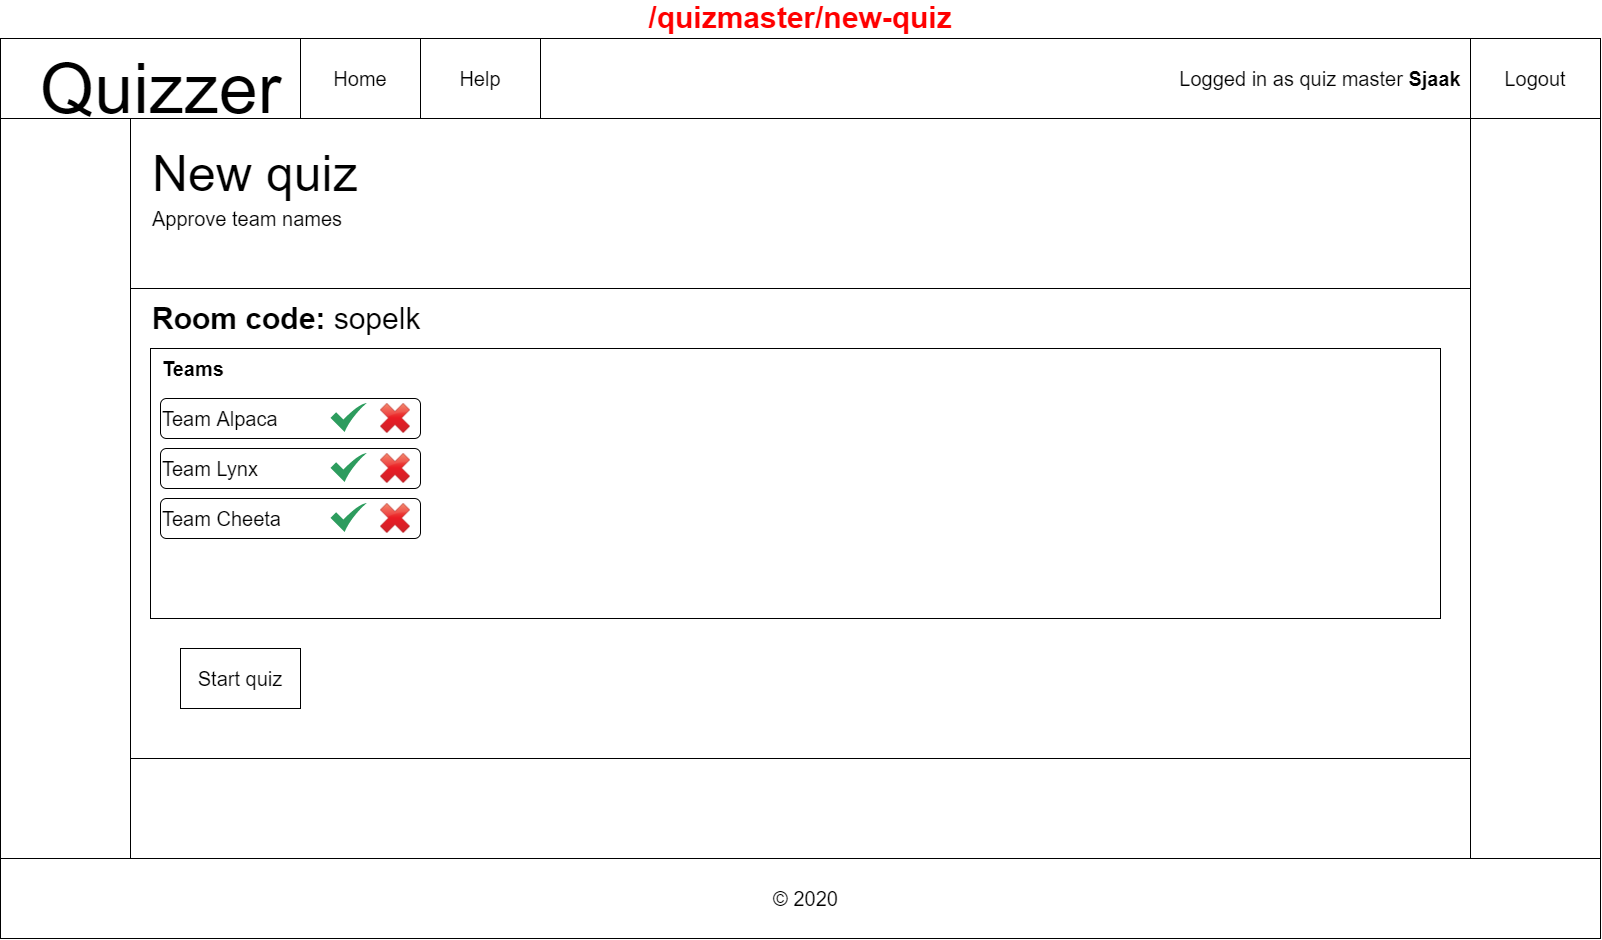 /quizmaster/new-quiz
Quizzer
Home
Help
Logged in as quiz master Sjaak
Logout
New quiz
Approve team names
Room code: sopelk
Teams
Team Alpaca
Team Lynx
Team Cheeta
Start quiz
© 2020